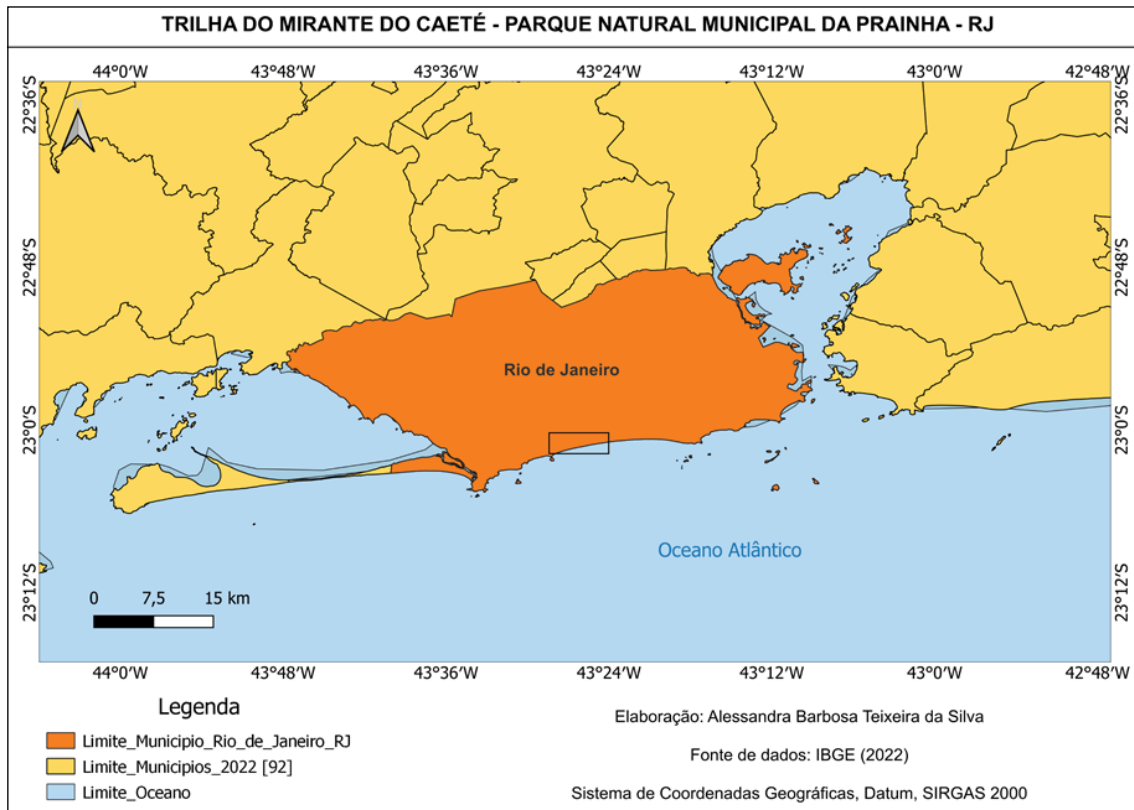 TRILHA DO MIRANTE DO CAETÉ - PARQUE NATURAL MUNICIPAL DA PRAINHA - RJ
44°0′W 43°48′W 43°36′W 43°24′W 43°12′W 43°0′W 42°48′W
22°36′S 22°36′S
22°48′S 22°48′S
Rio de Janeiro
23°0′S 23°0′S
Oceano Atlântico
23°12′S 23°12′S
0 7,5 15 km
44°0′W 43°48′W 43°36′W 43°24′W 43°12′W 43°0′W 42°48′W
Legenda
Limite_Municipio_Rio_de_Janeiro_RJ
Limite_Municipios_2022 [92]
Limite_Oceano
Elaboração: Alessandra Barbosa Teixeira da Silva
Fonte de dados: IBGE (2022)
Sistema de Coordenadas Geográficas, Datum, SIRGAS 2000